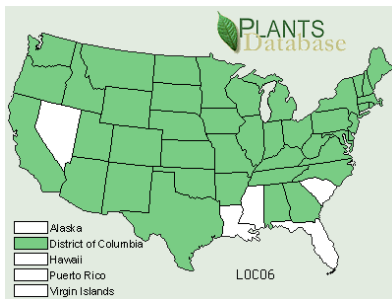 PLANTS
Database
Alaska
District of Columbia
Hawaii
Puerto Rico
Virgin Islands
LOCO6